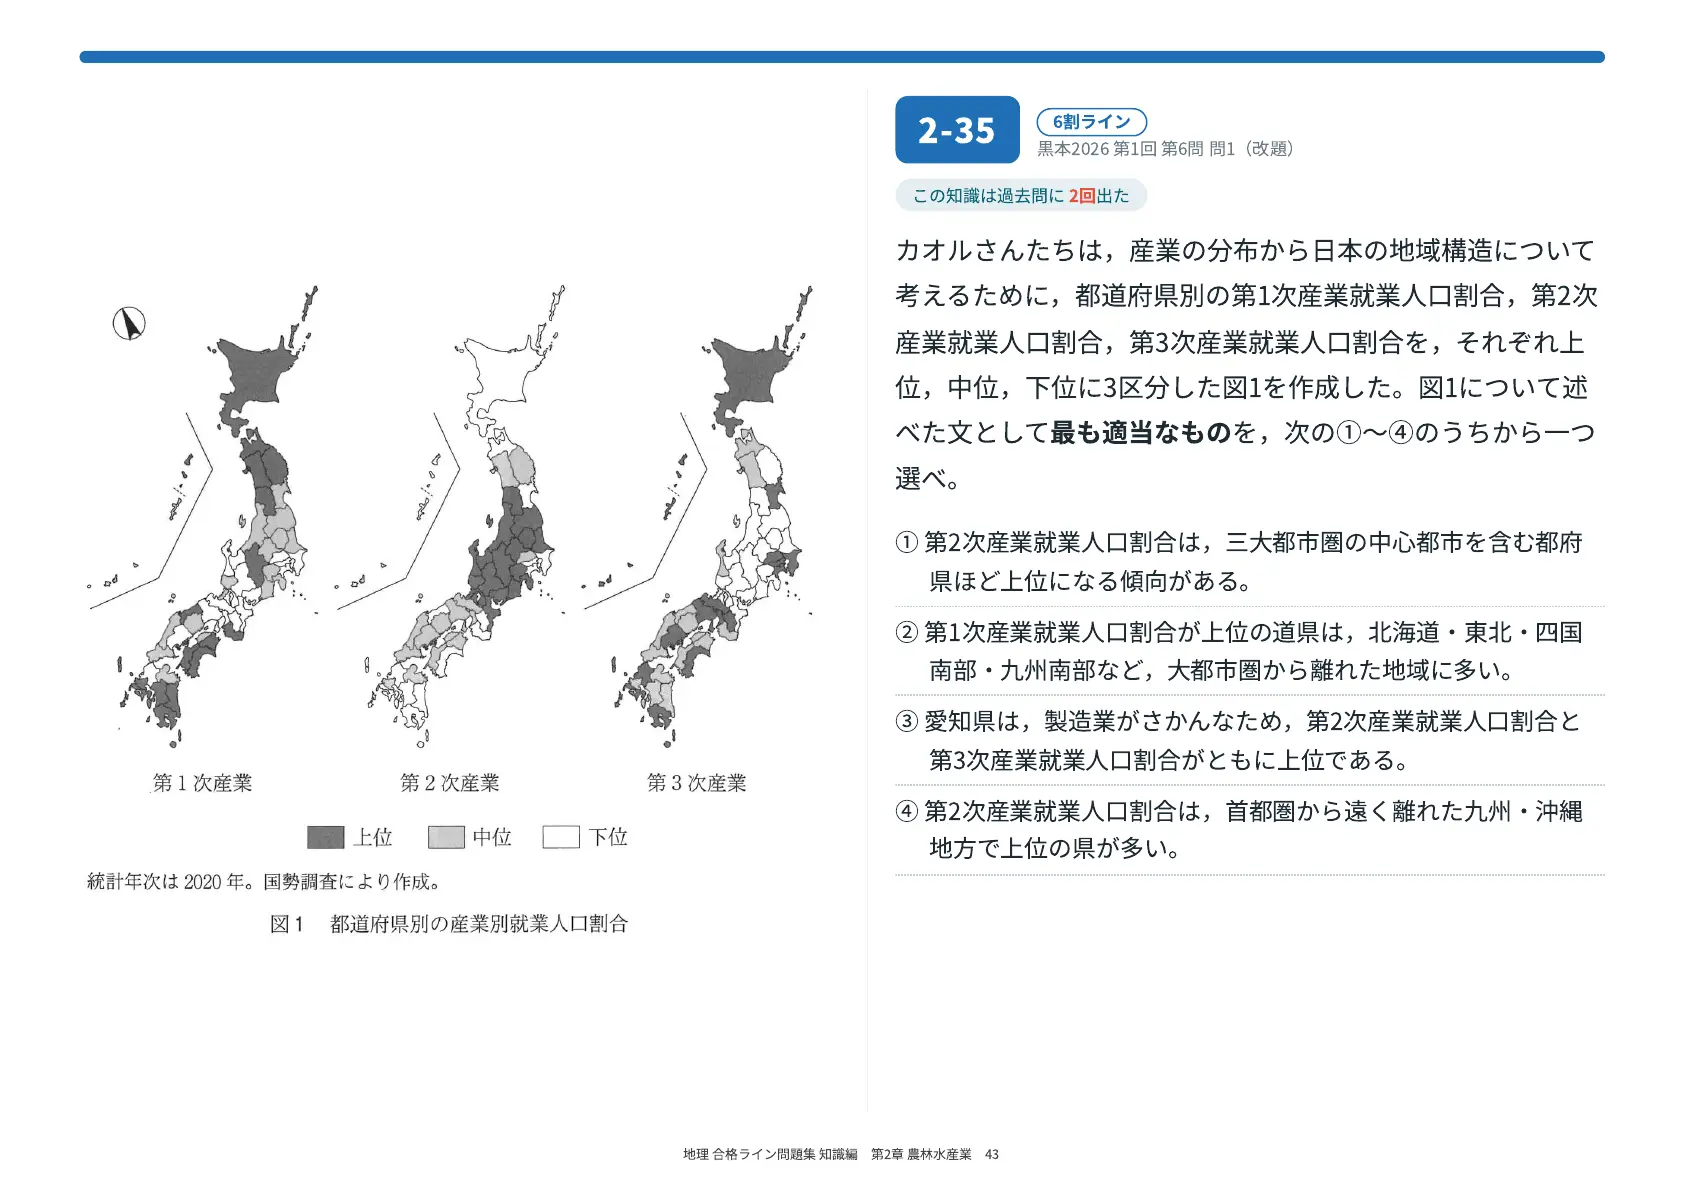 2-35
6割ライン
黒本2026 第1回 第6問 問1（改題）
この知識は過去問に 2回出た
カオルさんたちは，産業の分布から日本の地域構造について
考えるために，都道府県別の第1次産業就業人口割合，第2次
産業就業人口割合，第3次産業就業人口割合を，それぞれ上
位，中位，下位に3区分した図1を作成した。図1について述
べた文として最も適当なものを，次の①～④のうちから一つ
選べ。
① 第2次産業就業人口割合は，三大都市圏の中心都市を含む都府
県ほど上位になる傾向がある。
② 第1次産業就業人口割合が上位の道県は，北海道・東北・四国
南部・九州南部など，大都市圏から離れた地域に多い。
③ 愛知県は，製造業がさかんなため，第2次産業就業人口割合と
第3次産業就業人口割合がともに上位である。
④ 第2次産業就業人口割合は，首都圏から遠く離れた九州・沖縄
地方で上位の県が多い。
第1次産業
第2次産業
第3次産業
上位
中位
下位
統計年次は 2020 年。国勢調査により作成。
図1 都道府県別の産業別就業人口割合
地理 合格ライン問題集 知識編 第2章 農林水産業 43